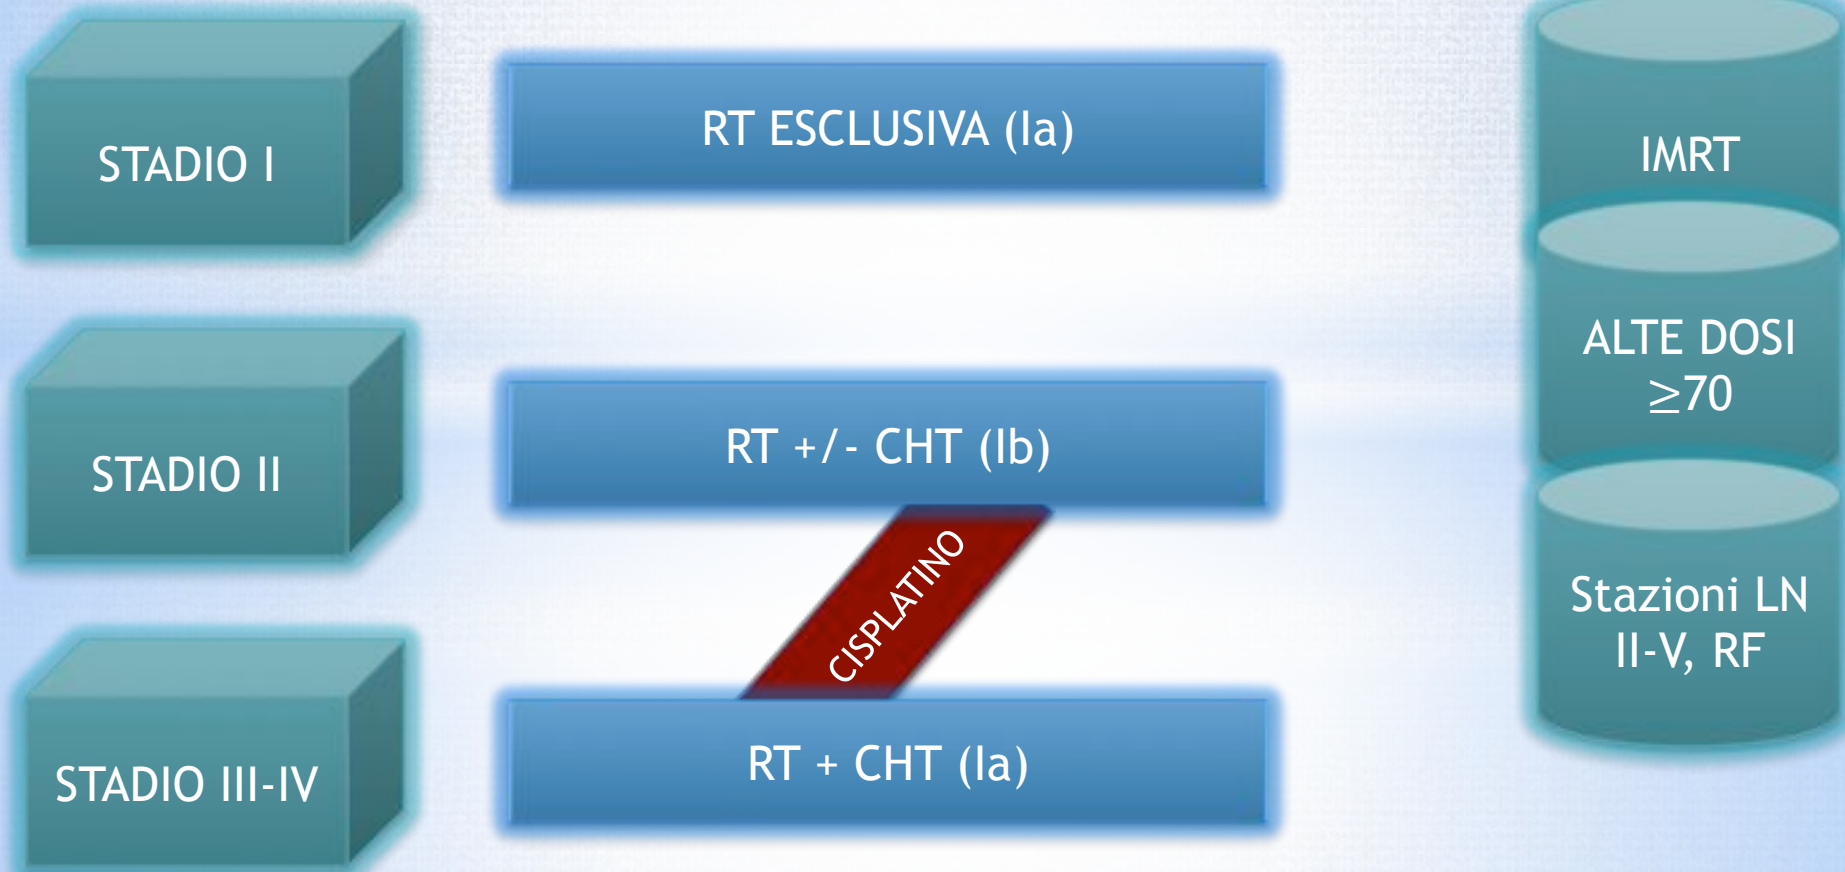 STADIO I
RT ESCLUSIVA (Ia)
IMRT
ALTE DOSI
≥70
STADIO II
RT +/- CHT (Ib)
CISPLATINO
Stazioni LN
II-V, RF
STADIO III-IV
RT + CHT (Ia)